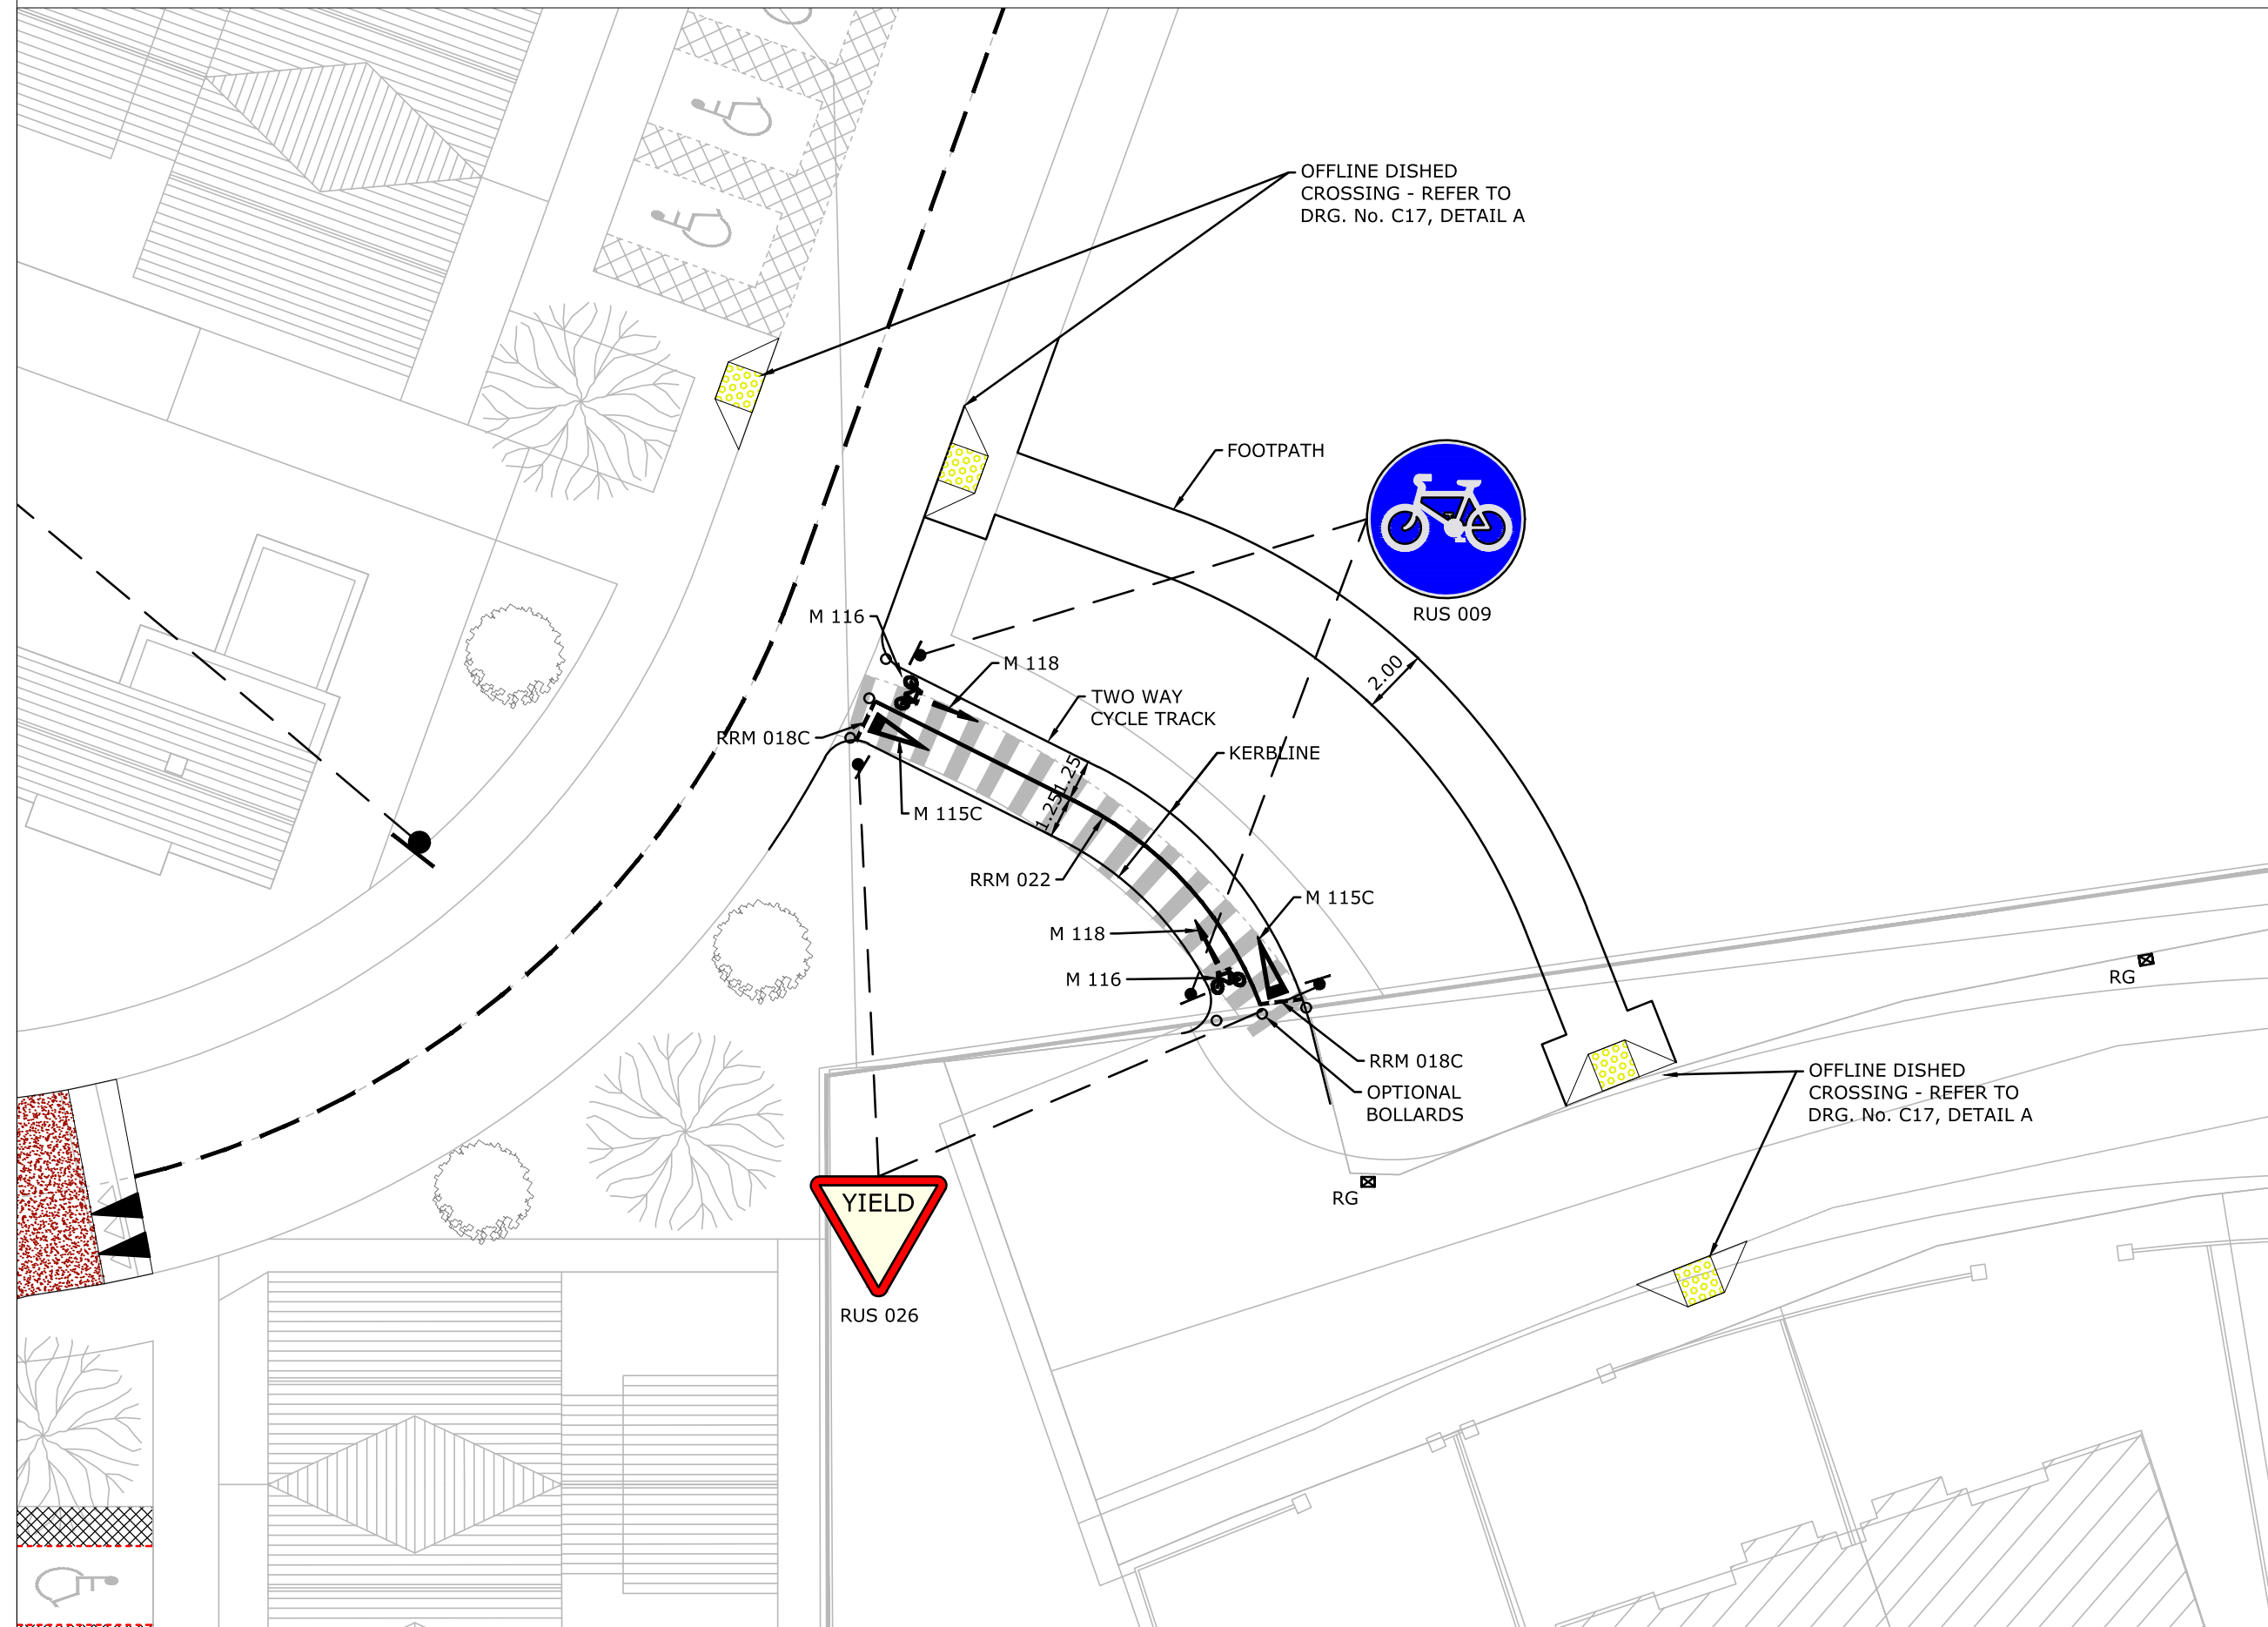 OFFLINE DISHED
CROSSING - REFER TO
DRG. No. C17, DETAIL A
FOOTPATH
RUS 009
M 116
M 118
2.00
TWO WAY
CYCLE TRACK
RRM 018C
KERBLINE
1.25
1.25
M 115C
RRM 022
M 115C
M 118
M 116
RG
RRM 018C
OPTIONAL
BOLLARDS
OFFLINE DISHED
CROSSING - REFER TO
DRG. No. C17, DETAIL A
RG
YIELD
RUS 026